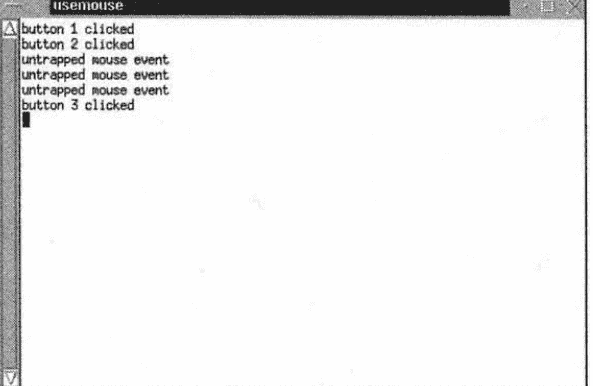 usemouse
button 1 clicked
button 2 clicked
untrapped mouse event
untrapped mouse event
untrapped mouse event
button 3 clicked